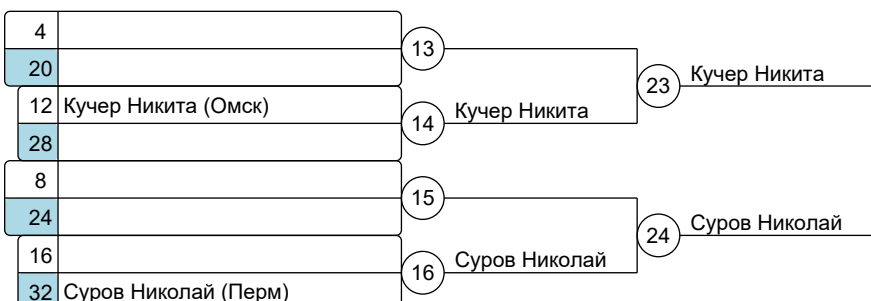 4
13
20
23 Кучер Никита
12 Кучер Никита (Омск)
14 Кучер Никита
28
8
15
24
24 Суров Николай
16
16 Суров Николай
32 Суров Николай (Перм)